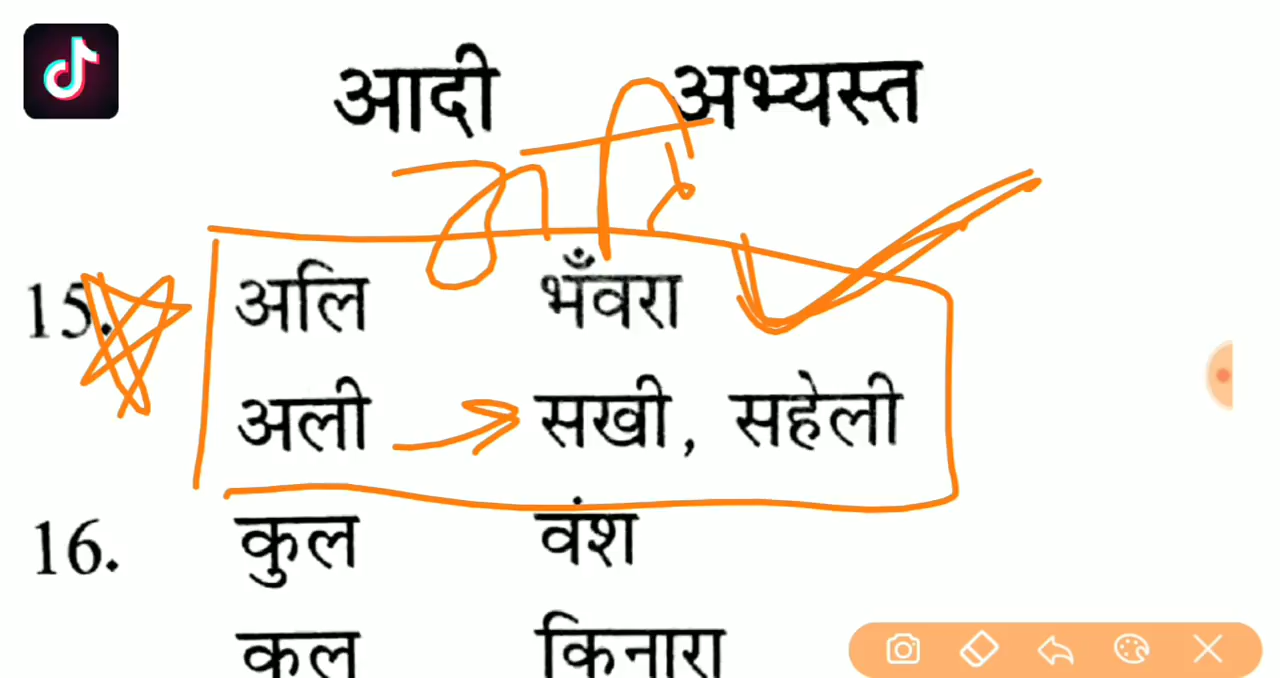 आदी अभ्यस्त
15. अलि भँवरा
अली सखी, सहेली
16. कुल वंश
कूल किनारा